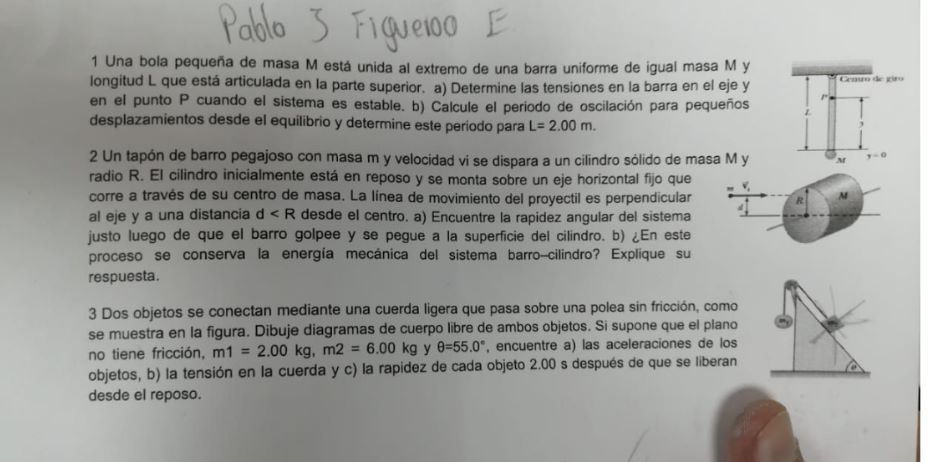 Pablo 3 Figueroo E
1 Una bola pequeña de masa M está unida al extremo de una barra uniforme de igual masa M y
longitud L que está articulada en la parte superior. a) Determine las tensiones en la barra en el eje y
en el punto P cuando el sistema es estable. b) Calcule el periodo de oscilación para pequeños
desplazamientos desde el equilibrio y determine este periodo para L= 2.00 m.
Centro de giro
P
L
y
M
y=0
2 Un tapón de barro pegajoso con masa m y velocidad vi se dispara a un cilindro sólido de masa M y
radio R. El cilindro inicialmente está en reposo y se monta sobre un eje horizontal fijo que
corre a través de su centro de masa. La línea de movimiento del proyectil es perpendicular
al eje y a una distancia d < R desde el centro. a) Encuentre la rapidez angular del sistema
justo luego de que el barro golpee y se pegue a la superficie del cilindro. b) ¿En este
proceso se conserva la energía mecánica del sistema barro–cilindro? Explique su
respuesta.
m
d
R
M
3 Dos objetos se conectan mediante una cuerda ligera que pasa sobre una polea sin fricción, como
se muestra en la figura. Dibuje diagramas de cuerpo libre de ambos objetos. Si supone que el plano
no tiene fricción, m1 = 2.00 kg, m2 = 6.00 kg y θ=55.0°, encuentre a) las aceleraciones de los
objetos, b) la tensión en la cuerda y c) la rapidez de cada objeto 2.00 s después de que se liberan
desde el reposo.
θ